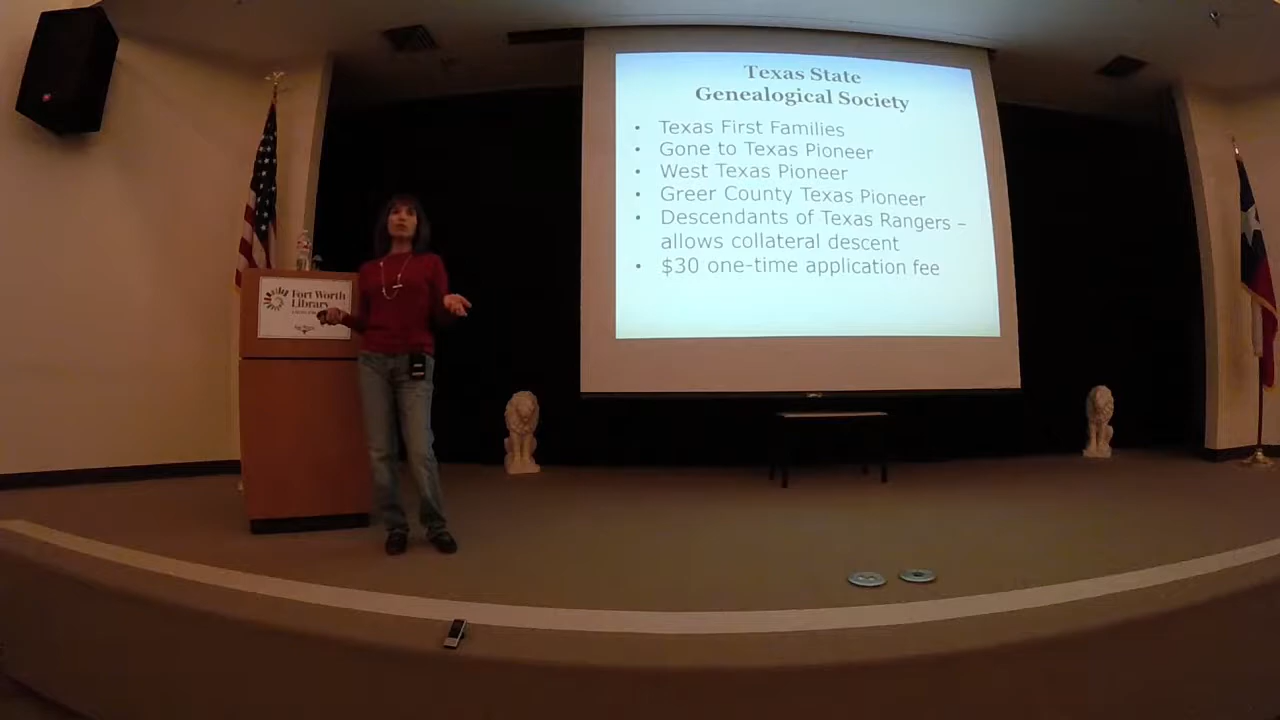 Texas State
Genealogical Society
• Texas First Families
• Gone to Texas Pioneer
• West Texas Pioneer
• Greer County Texas Pioneer
• Descendants of Texas Rangers –
allows collateral descent
• $30 one-time application fee
Fort Worth
Library